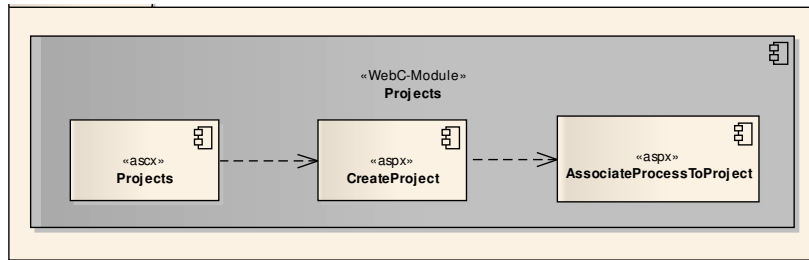 «WebC-Module»
Projects
«ascx»
Projects
«aspx»
CreateProject
«aspx»
AssociateProcessToProject